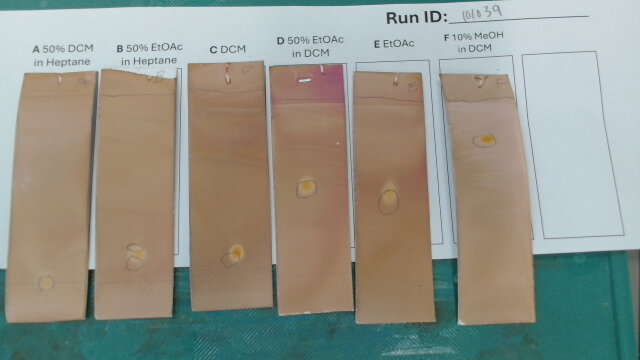 Run ID: 101039
A 50% DCM
in Heptane
B 50% EtOAc
in Heptane
C DCM
D 50% EtOAc
in DCM
E EtOAc
F 10% MeOH
in DCM